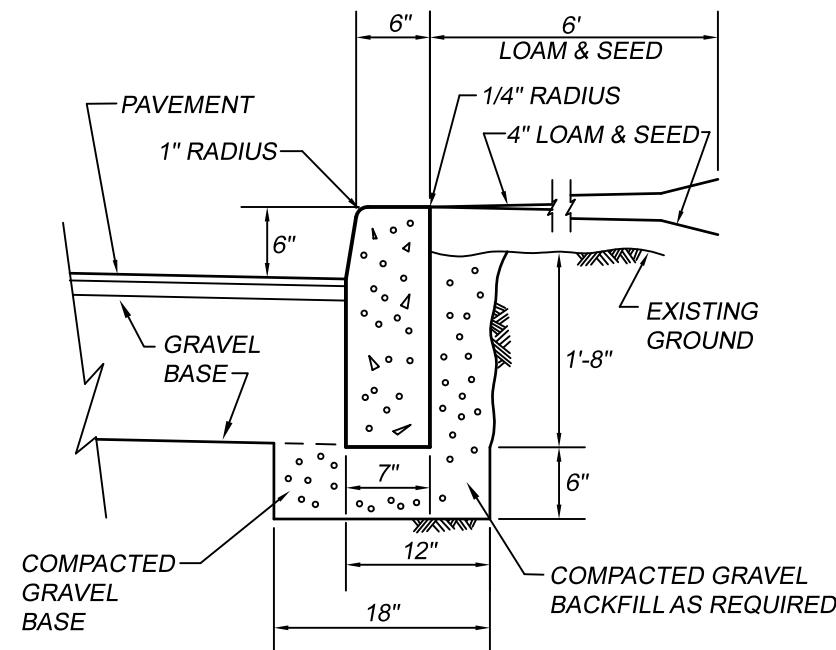 6"
6'
LOAM & SEED
PAVEMENT
1/4" RADIUS
1" RADIUS
4" LOAM & SEED
6"
EXISTING
GROUND
GRAVEL
BASE
1'-8"
7"
6"
12"
COMPACTED
GRAVEL
BASE
COMPACTED GRAVEL
BACKFILL AS REQUIRED
18"